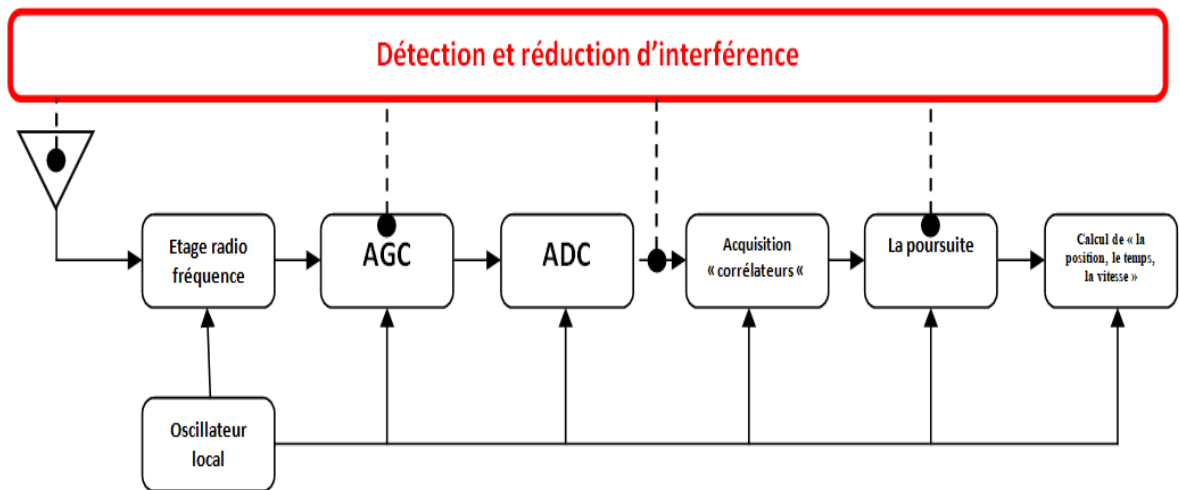 Détection et réduction d’interférence
Etage radio
fréquence
AGC
ADC
Acquisition
« corrélateurs «
La poursuite
Calcul de « la
position, le temps,
la vitesse »
Oscillateur
local